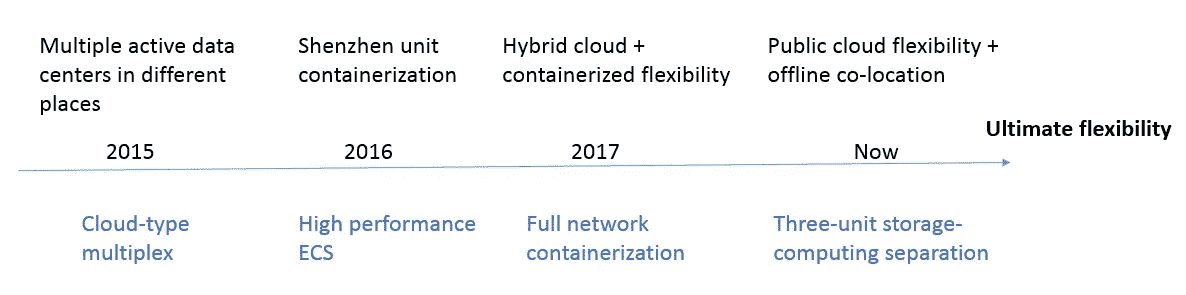 Multiple active data
centers in different
places
Shenzhen unit
containerization
Hybrid cloud +
containerized flexibility
Public cloud flexibility +
offline co-location
Ultimate flexibility
2015
2016
2017
Now
Cloud-type
multiplex
High performance
ECS
Full network
containerization
Three-unit storage-
computing separation